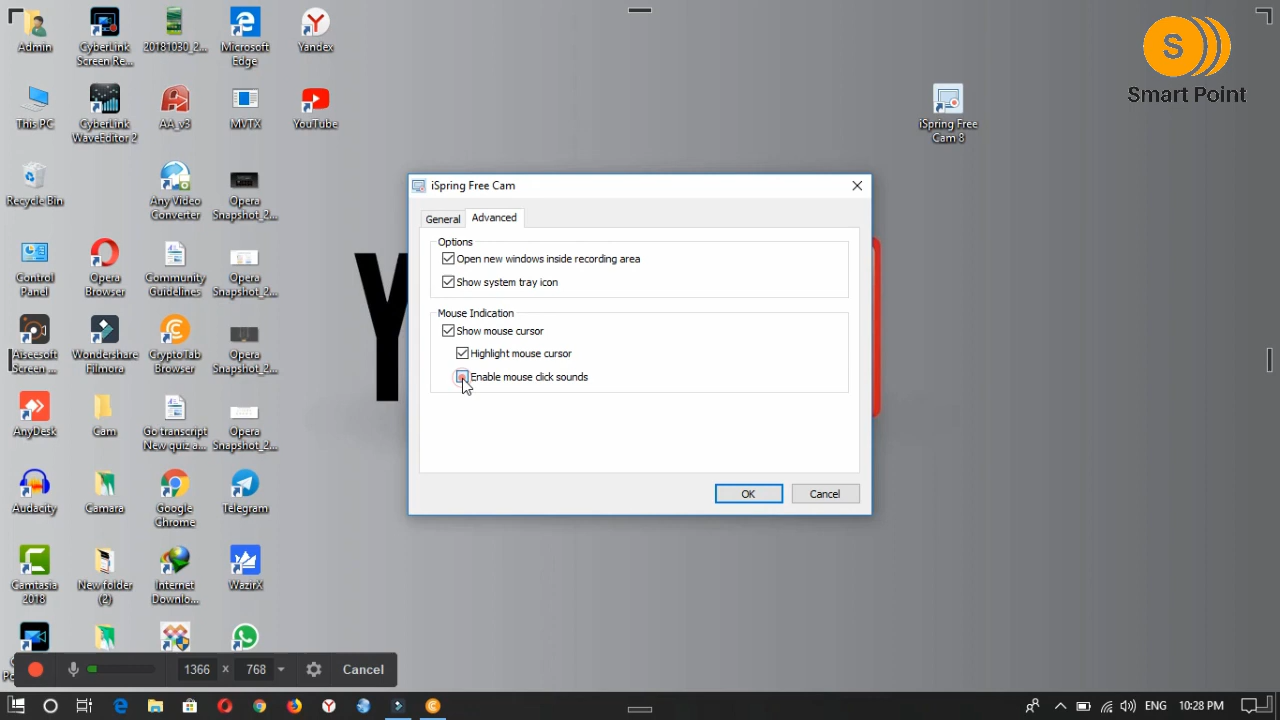 Admin
CyberLink
Screen Re...
20181030_2...
Microsoft
Edge
Yandex
S
Smart Point
This PC
CyberLink
WaveEditor 2
AA_v3
MVTX
YouTube
iSpring Free
Cam 8
Recycle Bin
Any Video
Converter
Opera
Snapshot_2...
iSpring Free Cam
General
Advanced
Options
Open new windows inside recording area
Show system tray icon
Mouse Indication
Show mouse cursor
Highlight mouse cursor
Enable mouse click sounds
OK
Cancel
Y
Control
Panel
Opera
Browser
Community
Guidelines
Opera
Snapshot_2...
Aiseesoft
Screen ...
Wondershare
Filmora
CryptoTab
Browser
Opera
Snapshot_2...
AnyDesk
Cam
Go transcript
New quiz a...
Opera
Snapshot_2...
Audacity
Camara
Google
Chrome
Telegram
Camtasia
2018
New folder
(2)
Internet
Downlo...
WazirX
1366 x 768
Cancel
ENG
10:28 PM